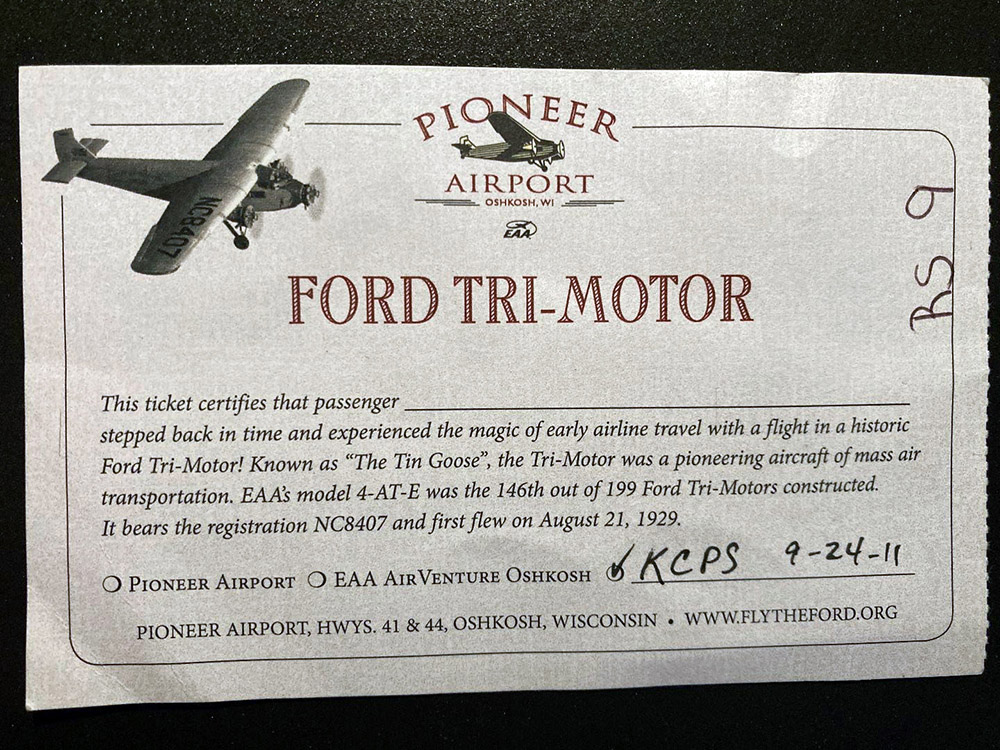 NC8407
PIONEER
AIRPORT
OSHKOSH, WI
EAA
FORD TRI-MOTOR
RS 9
This ticket certifies that passenger
stepped back in time and experienced the magic of early airline travel with a flight in a historic
Ford Tri-Motor! Known as “The Tin Goose”, the Tri-Motor was a pioneering aircraft of mass air
transportation. EAA’s model 4-AT-E was the 146th out of 199 Ford Tri-Motors constructed.
It bears the registration NC8407 and first flew on August 21, 1929.
PIONEER AIRPORT EAA AIRVENTURE OSHKOSH KCPS 9-24-11
PIONEER AIRPORT, HWYS. 41 & 44, OSHKOSH, WISCONSIN • WWW.FLYTHEFORD.ORG